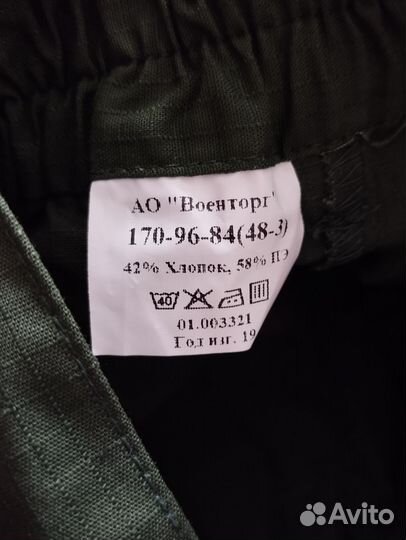 АО "Военторг"
170-96-84(48-3)
42% Хлопок, 58% ПЭ
40
01.003321
Год изг. 19
Avito